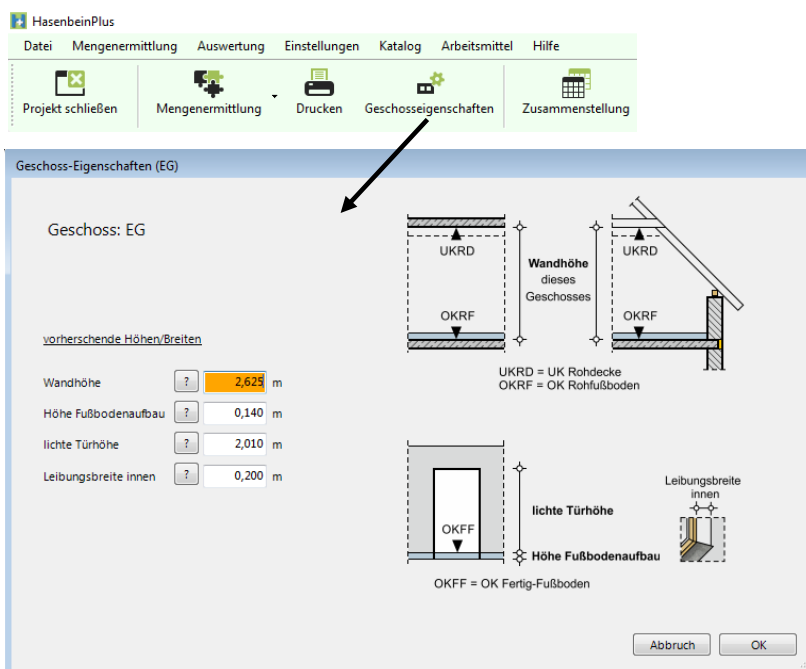 HasenbeinPlus
Datei Mengenermittlung Auswertung Einstellungen Katalog Arbeitsmittel Hilfe
Projekt schließen Mengenermittlung Drucken Geschosseigenschaften Zusammenstellung
Geschoss-Eigenschaften (EG)
Geschoss: EG
vorherschende Höhen/Breiten
Wandhöhe ? 2,625 m
Höhe Fußbodenaufbau ? 0,140 m
lichte Türhöhe ? 2,010 m
Leibungsbreite innen ? 0,200 m
UKRD
Wandhöhe
dieses
Geschosses
UKRD
OKRF
OKRF
UKRD = UK Rohdecke
OKRF = OK Rohfußboden
lichte Türhöhe
OKFF
Höhe Fußbodenaufbau
Leibungsbreite
innen
OKFF = OK Fertig-Fußboden
Abbruch OK